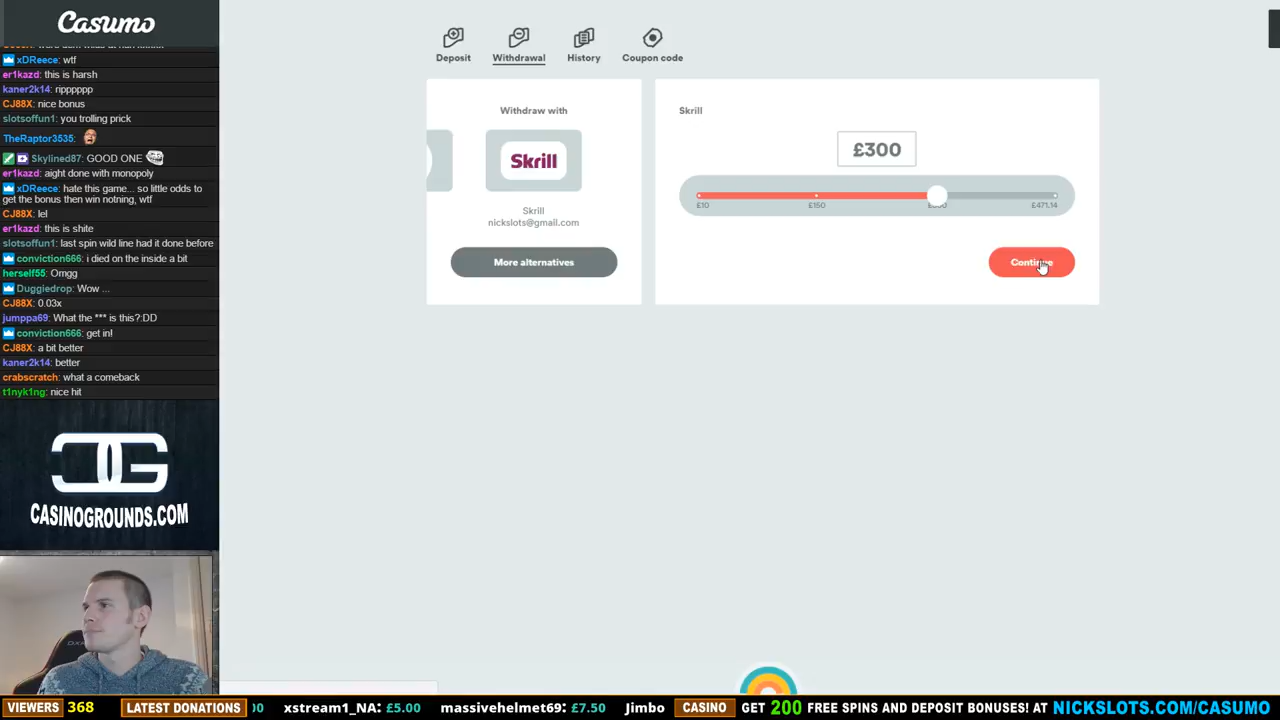 Casumo
xDReece: wtf
er1kazd: this is harsh
kaner2k14: ripppppp
CJ88X: nice bonus
slotsoffun1: you trolling prick
TheRaptor3535:
Skylined87: GOOD ONE
er1kazd: aight done with monopoly
xDReece: hate this game... so little odds to
get the bonus then win notning, wtf
CJ88X: lel
er1kazd: this is shite
slotsoffun1: last spin wild line had it done before
conviction666: i died on the inside a bit
herself55: Omgg
Duggiedrop: Wow ...
CJ88X: 0.03x
jumppa69: What the *** is this?:DD
conviction666: get in!
CJ88X: a bit better
kaner2k14: better
crabscratch: what a comeback
t1nyk1ng: nice hit
CG
CASINOGROUNDS.COM
Deposit
Withdrawal
History
Coupon code
Withdraw with
Skrill
Skrill
nickslots@gmail.com
More alternatives
Skrill
£300
£10
£150
£471.14
VIEWERS 368
LATEST DONATIONS
xstream1_NA: £5.00
massivehelmet69: £7.50
Jimbo
CASINO
GET 200 FREE SPINS AND DEPOSIT BONUSES! AT NICKSLOTS.COM/CASUMO